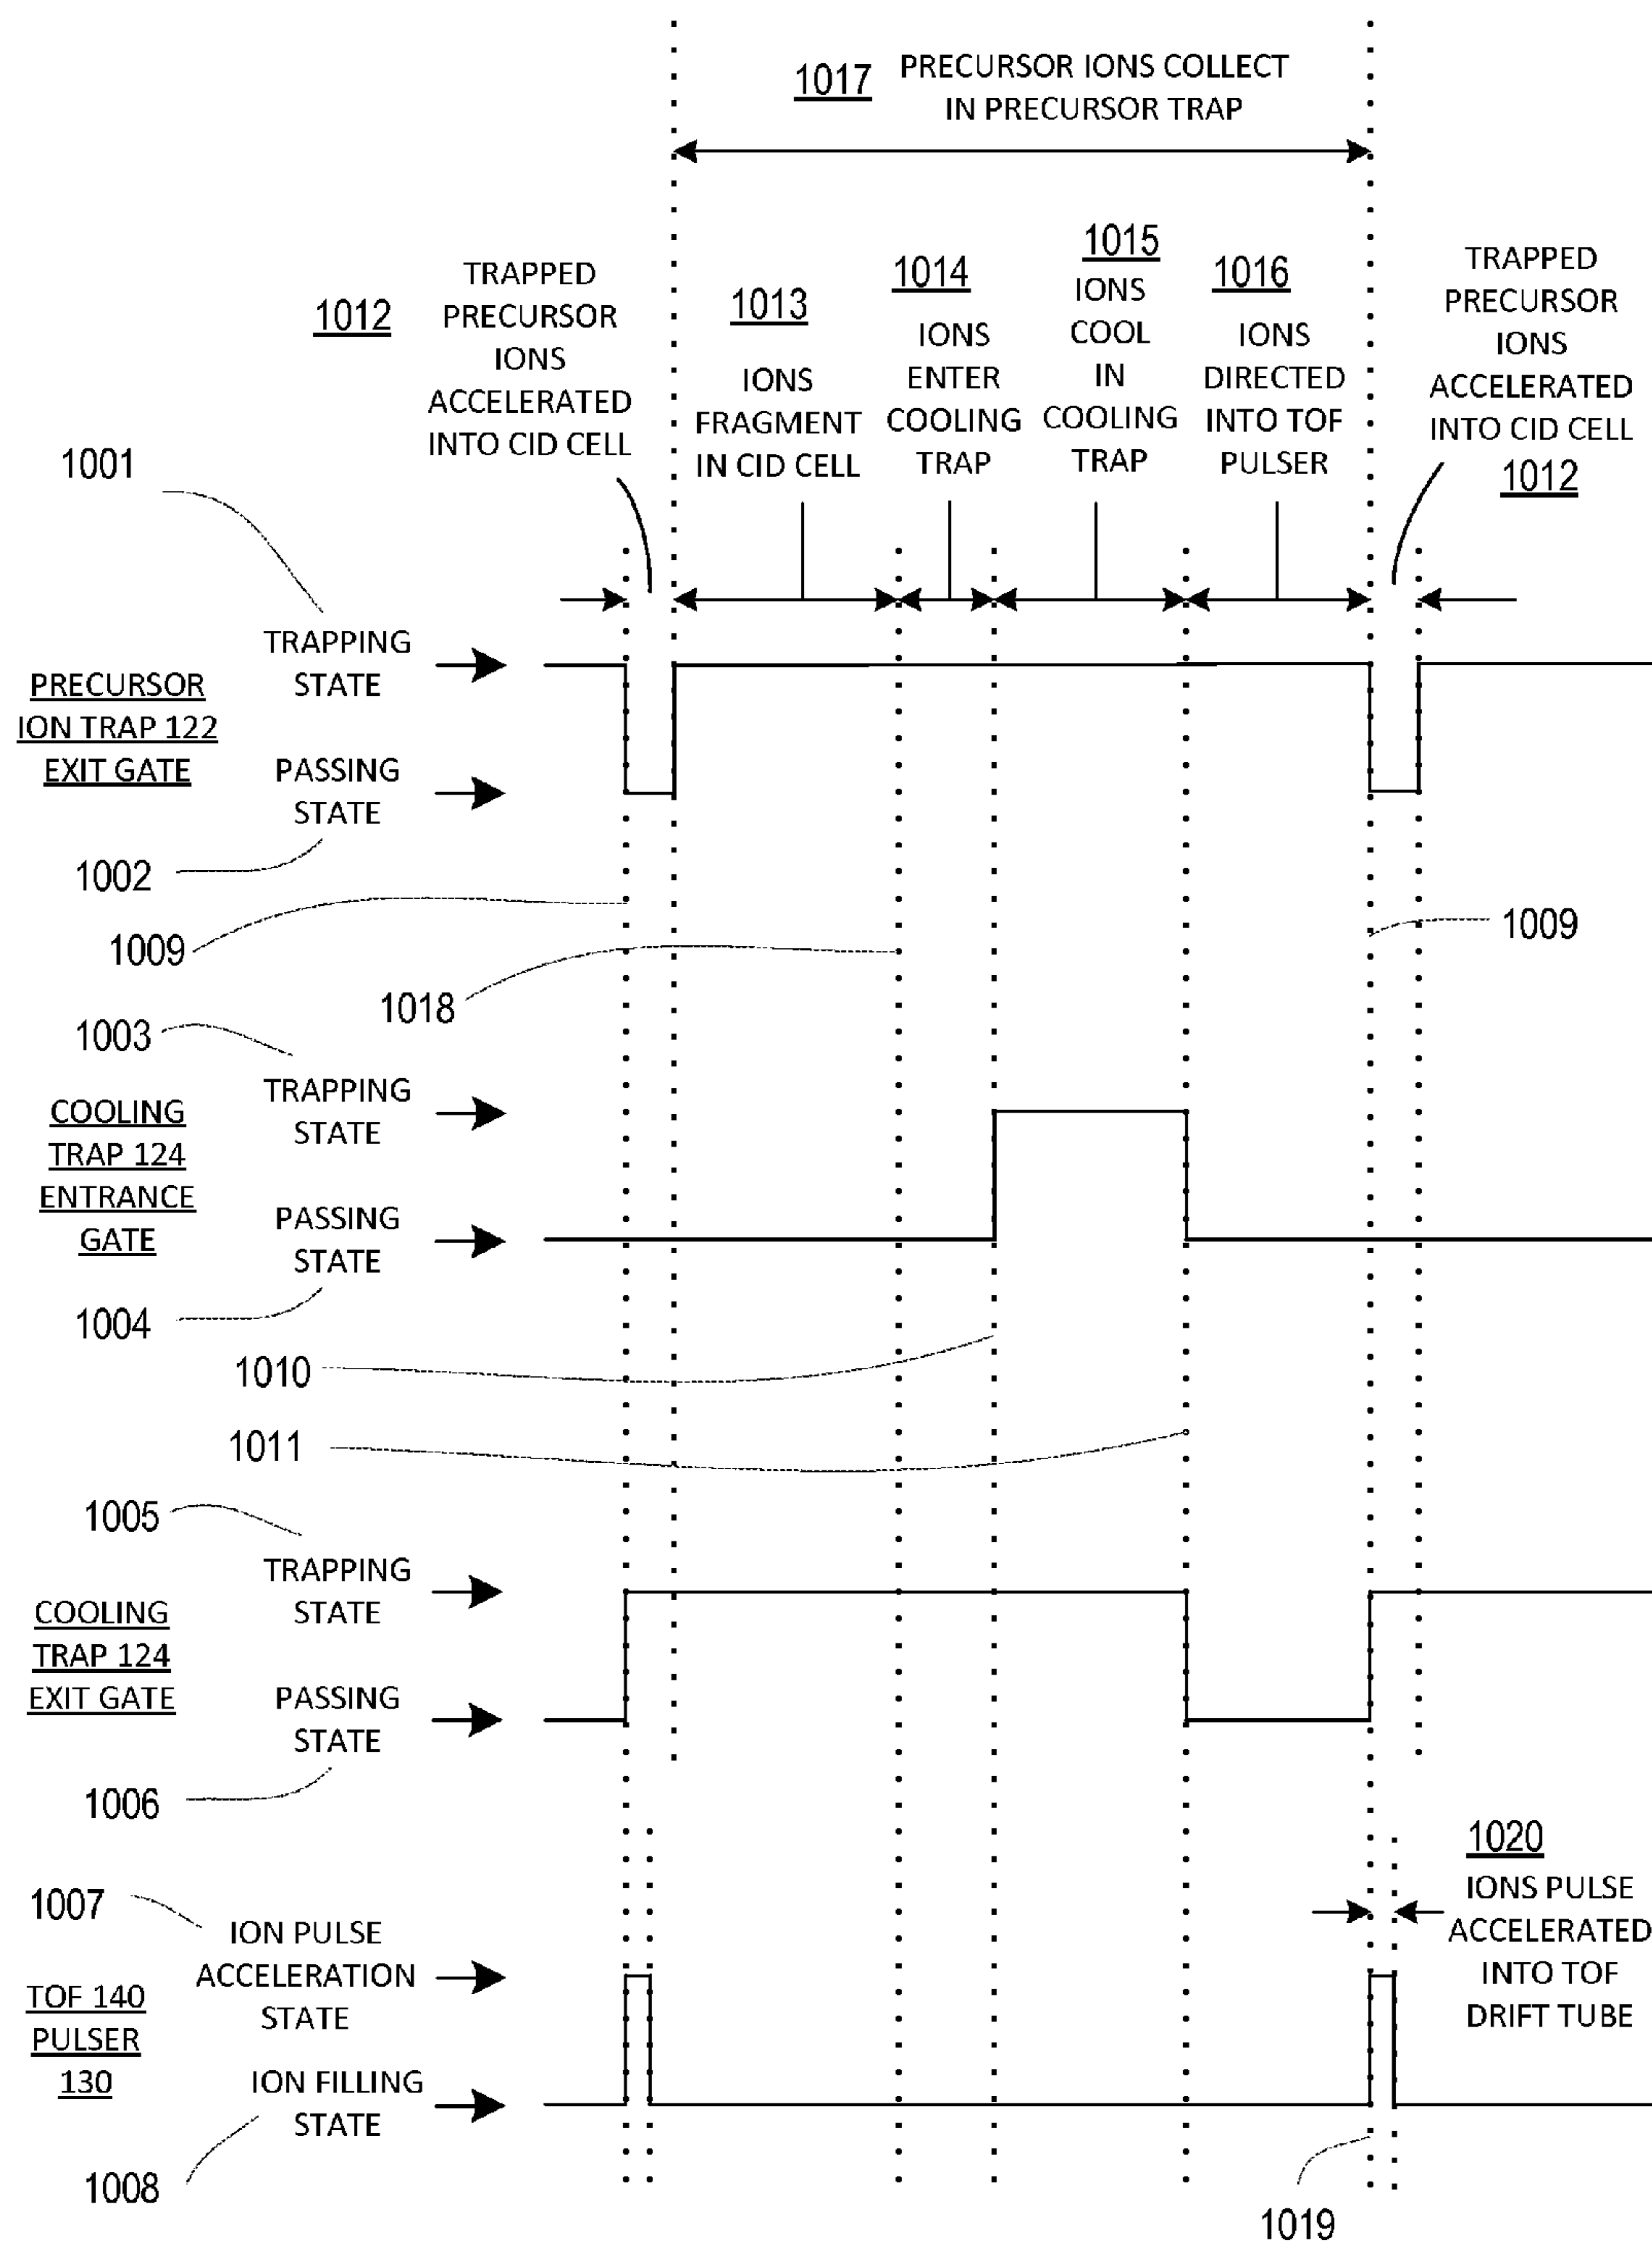 1017
PRECURSOR IONS COLLECT
IN PRECURSOR TRAP
1012
TRAPPED
PRECURSOR
IONS
ACCELERATED
INTO CID CELL
1013
IONS
FRAGMENT
IN CID CELL
1014
IONS
ENTER
COOLING
TRAP
1015
IONS
COOL
IN
COOLING
TRAP
1016
IONS
DIRECTED
INTO TOF
PULSER
TRAPPED
PRECURSOR
IONS
ACCELERATED
INTO CID CELL
1012
1001
TRAPPING
STATE
PRECURSOR
ION TRAP 122
EXIT GATE
PASSING
STATE
1002
1009
1009
1018
1003
TRAPPING
STATE
COOLING
TRAP 124
ENTRANCE
GATE
PASSING
STATE
1004
1010
1011
1005
TRAPPING
STATE
COOLING
TRAP 124
EXIT GATE
PASSING
STATE
1006
1020
IONS PULSE
ACCELERATED
INTO TOF
DRIFT TUBE
1007
ION PULSE
ACCELERATION
STATE
TOF 140
PULSER
130
ION FILLING
STATE
1008
1019